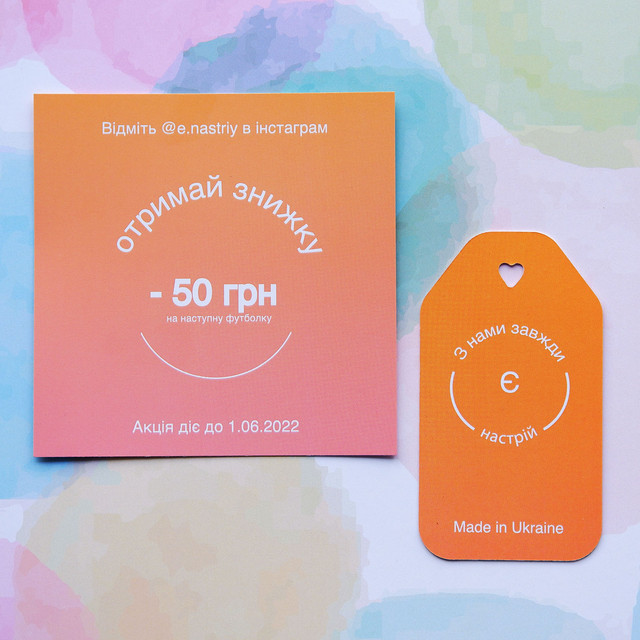 Відміть @e.nastriy в інстаграм
отримай знижку
- 50 грн
на наступну футболку
Акція діє до 1.06.2022
З нами завжди
Є
настрій
Made in Ukraine